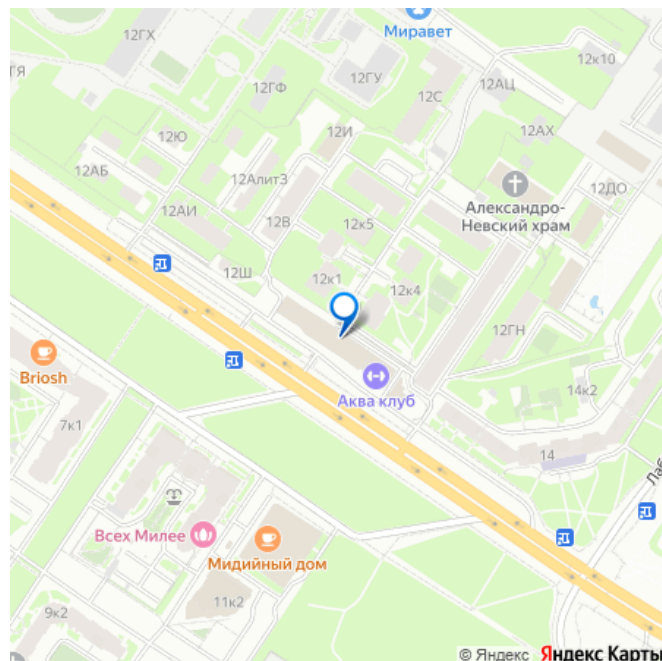 12ГХ
Миравет
12к10
ГЯ
12ГУ
12ГФ
12С
12АЦ
12Ю
12И
12АХ
12АБ
12Алит3
12ДО
Александро-
Невский храм
12АИ
12В
12к5
12Ш
12к1
12к4
12ГН
Briosh
Аква клуб
14к2
7к1
14
Лаб
Всех Милее
Мидийный дом
11к2
9к2
© Яндекс Яндекс Карты